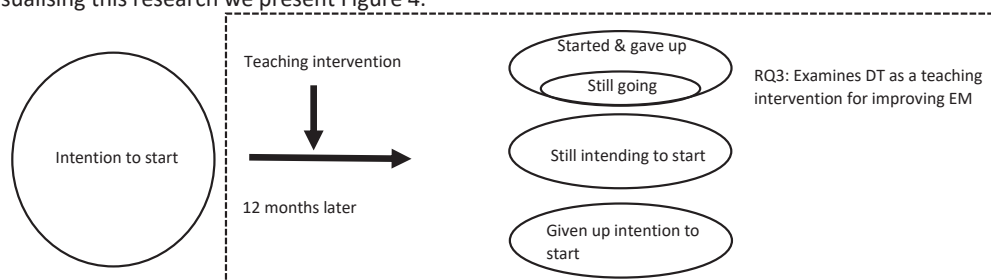 sualising this research we present Figure 4.
Started & gave up
Teaching intervention
Still going
RQ3: Examines DT as a teaching
intervention for improving EM
Intention to start
Still intending to start
12 months later
Given up intention to
start